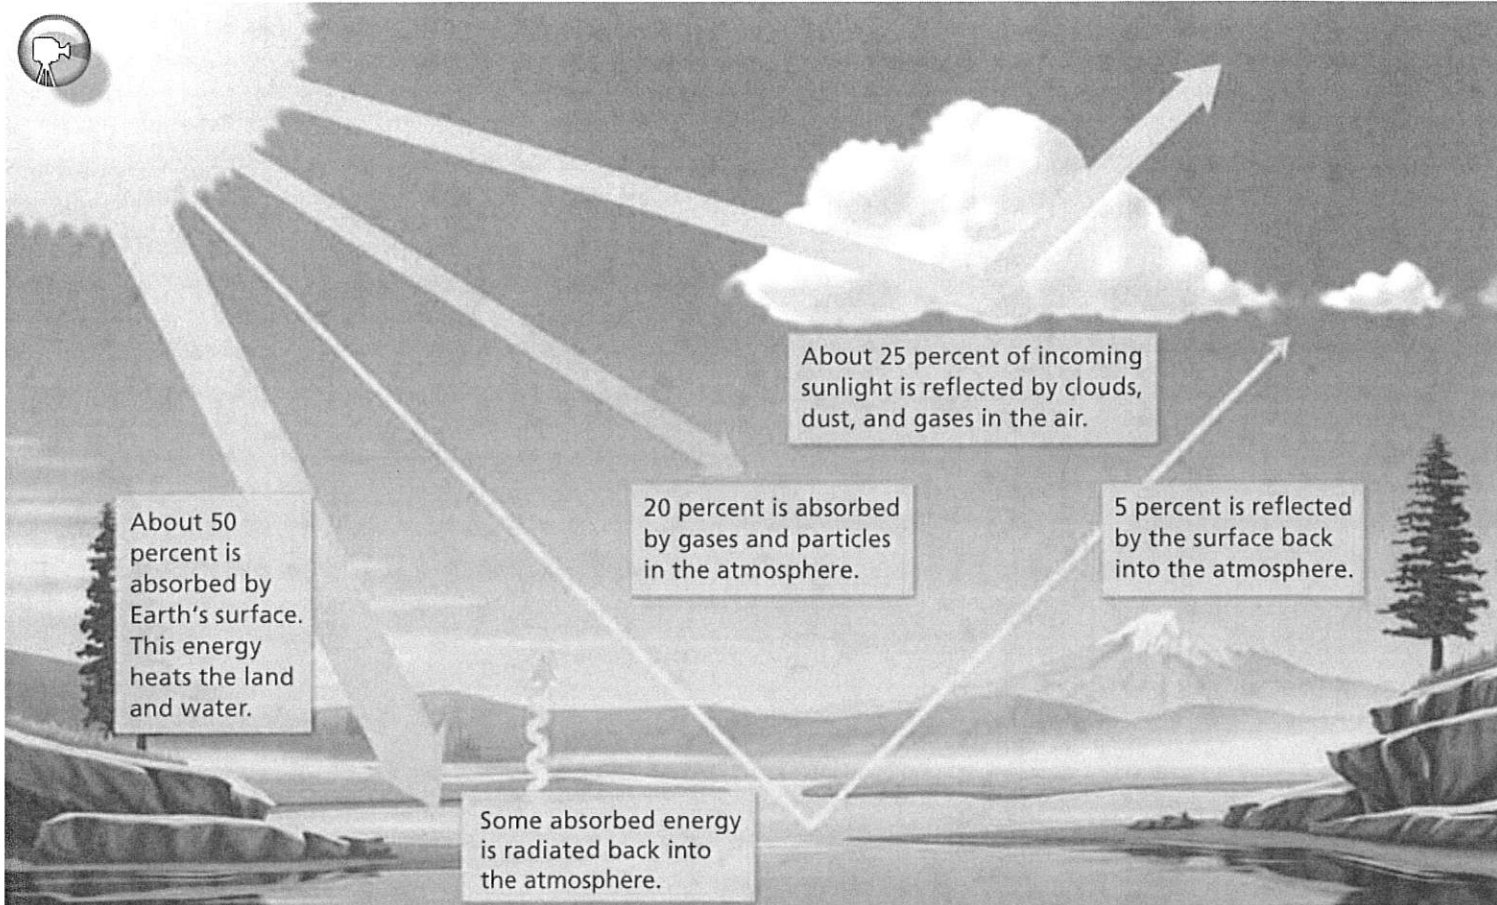 About 25 percent of incoming
sunlight is reflected by clouds,
dust, and gases in the air.
About 50
percent is
absorbed by
Earth's surface.
This energy
heats the land
and water.
20 percent is absorbed
by gases and particles
in the atmosphere.
5 percent is reflected
by the surface back
into the atmosphere.
Some absorbed energy
is radiated back into
the atmosphere.